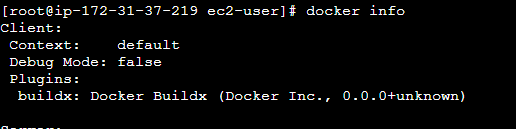 [root@ip-172-31-37-219 ec2-user]# docker info
Client:
 Context:    default
 Debug Mode: false
 Plugins:
  buildx: Docker Buildx (Docker Inc., 0.0.0+unknown)